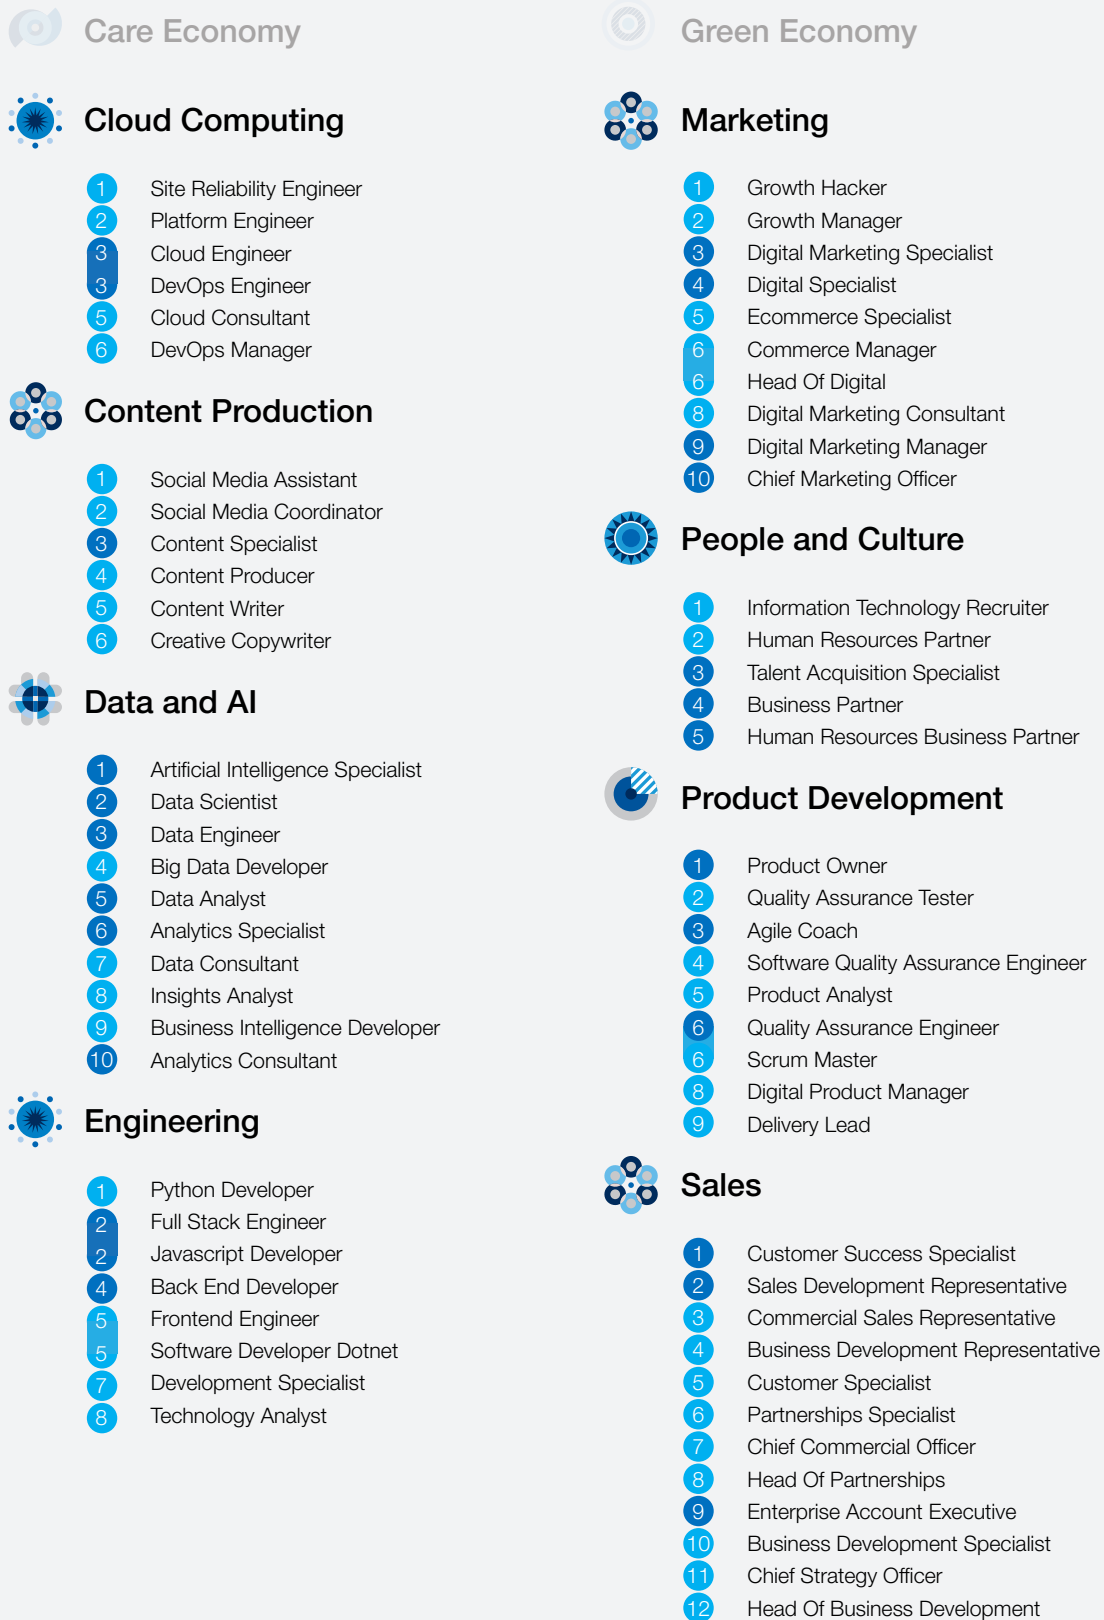 Care Economy
Cloud Computing
1 Site Reliability Engineer
2 Platform Engineer
3 Cloud Engineer
3 DevOps Engineer
5 Cloud Consultant
6 DevOps Manager
Content Production
1 Social Media Assistant
2 Social Media Coordinator
3 Content Specialist
4 Content Producer
5 Content Writer
6 Creative Copywriter
Data and AI
1 Artificial Intelligence Specialist
2 Data Scientist
3 Data Engineer
4 Big Data Developer
5 Data Analyst
6 Analytics Specialist
7 Data Consultant
8 Insights Analyst
9 Business Intelligence Developer
10 Analytics Consultant
Engineering
1 Python Developer
2 Full Stack Engineer
2 Javascript Developer
4 Back End Developer
5 Frontend Engineer
5 Software Developer Dotnet
7 Development Specialist
8 Technology Analyst
Green Economy
Marketing
1 Growth Hacker
2 Growth Manager
3 Digital Marketing Specialist
4 Digital Specialist
5 Ecommerce Specialist
6 Commerce Manager
6 Head Of Digital
8 Digital Marketing Consultant
9 Digital Marketing Manager
10 Chief Marketing Officer
People and Culture
1 Information Technology Recruiter
2 Human Resources Partner
3 Talent Acquisition Specialist
4 Business Partner
5 Human Resources Business Partner
Product Development
1 Product Owner
2 Quality Assurance Tester
3 Agile Coach
4 Software Quality Assurance Engineer
5 Product Analyst
6 Quality Assurance Engineer
6 Scrum Master
8 Digital Product Manager
9 Delivery Lead
Sales
1 Customer Success Specialist
2 Sales Development Representative
3 Commercial Sales Representative
4 Business Development Representative
5 Customer Specialist
6 Partnerships Specialist
7 Chief Commercial Officer
8 Head Of Partnerships
9 Enterprise Account Executive
10 Business Development Specialist
11 Chief Strategy Officer
12 Head Of Business Development